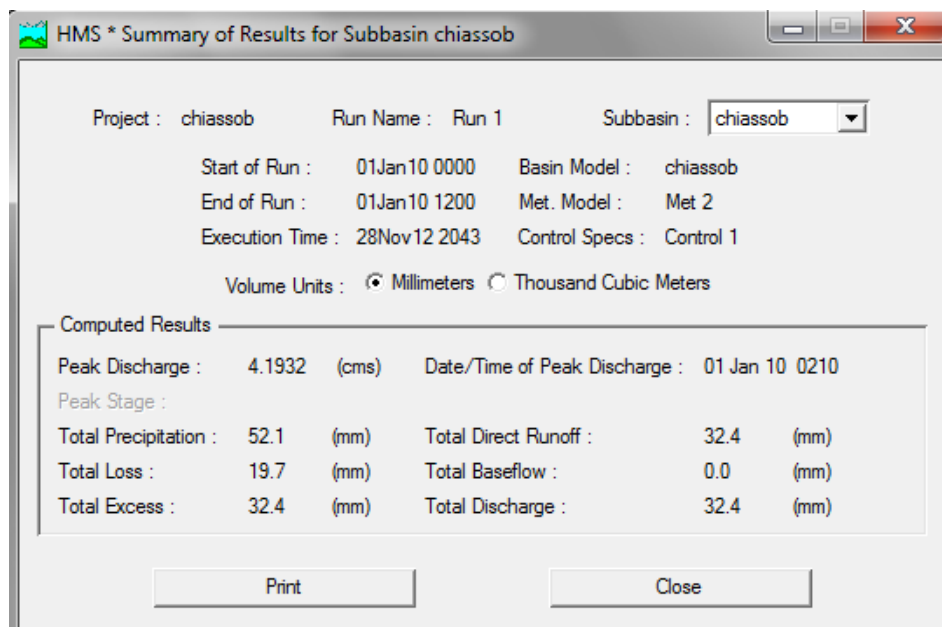 HMS * Summary of Results for Subbasin chiassob
Project : chiassob Run Name : Run 1 Subbasin : chiassob
Start of Run : 01Jan10 0000 Basin Model : chiassob
End of Run : 01Jan10 1200 Met. Model : Met 2
Execution Time : 28Nov12 2043 Control Specs : Control 1
Volume Units : Millimeters Thousand Cubic Meters
Computed Results
Peak Discharge : 4.1932 (cms) Date/Time of Peak Discharge : 01 Jan 10 0210
Peak Stage :
Total Precipitation : 52.1 (mm) Total Direct Runoff : 32.4 (mm)
Total Loss : 19.7 (mm) Total Baseflow : 0.0 (mm)
Total Excess : 32.4 (mm) Total Discharge : 32.4 (mm)
Print Close